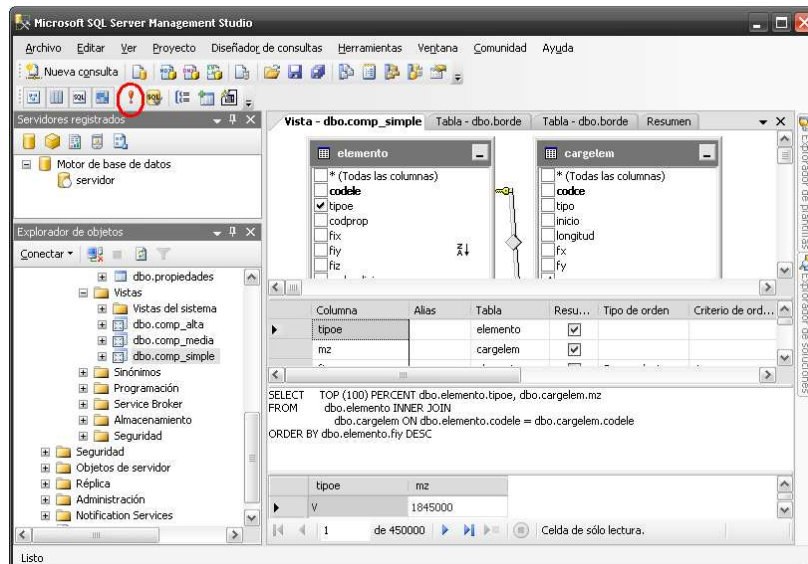 Microsoft SQL Server Management Studio
Archivo Editar Ver Proyecto Diseñador de consultas Herramientas Ventana Comunidad Ayuda
Nueva consulta
Servidores registrados
Motor de base de datos
servidor
Explorador de objetos
Conectar
dbo.propiedades
Vistas
Vistas del sistema
dbo.comp_alta
dbo.comp_media
dbo.comp_simple
Sinónimos
Programación
Service Broker
Almacenamiento
Seguridad
Seguridad
Objetos de servidor
Réplica
Administración
Notification Services
Vista - dbo.comp_simple Tabla - dbo.borde Tabla - dbo.borde Resumen
elemento
* (Todas las columnas)
codele
tipoe
codprop
fix
fiy
fiz
cargelem
* (Todas las columnas)
codce
tipo
inicio
longitud
fx
fy
Columna Alias Tabla Resu... Tipo de orden Criterio de ord...
tipoe elemento
mz cargelem
SELECT TOP (100) PERCENT dbo.elemento.tipoe, dbo.cargelem.mz
FROM dbo.elemento INNER JOIN
dbo.cargelem ON dbo.elemento.codele = dbo.cargelem.codele
ORDER BY dbo.elemento.fiy DESC
tipoe mz
V 1845000
1 de 450000 Celda de sólo lectura.
Explorador de plantillas
Explorador de soluciones
Listo